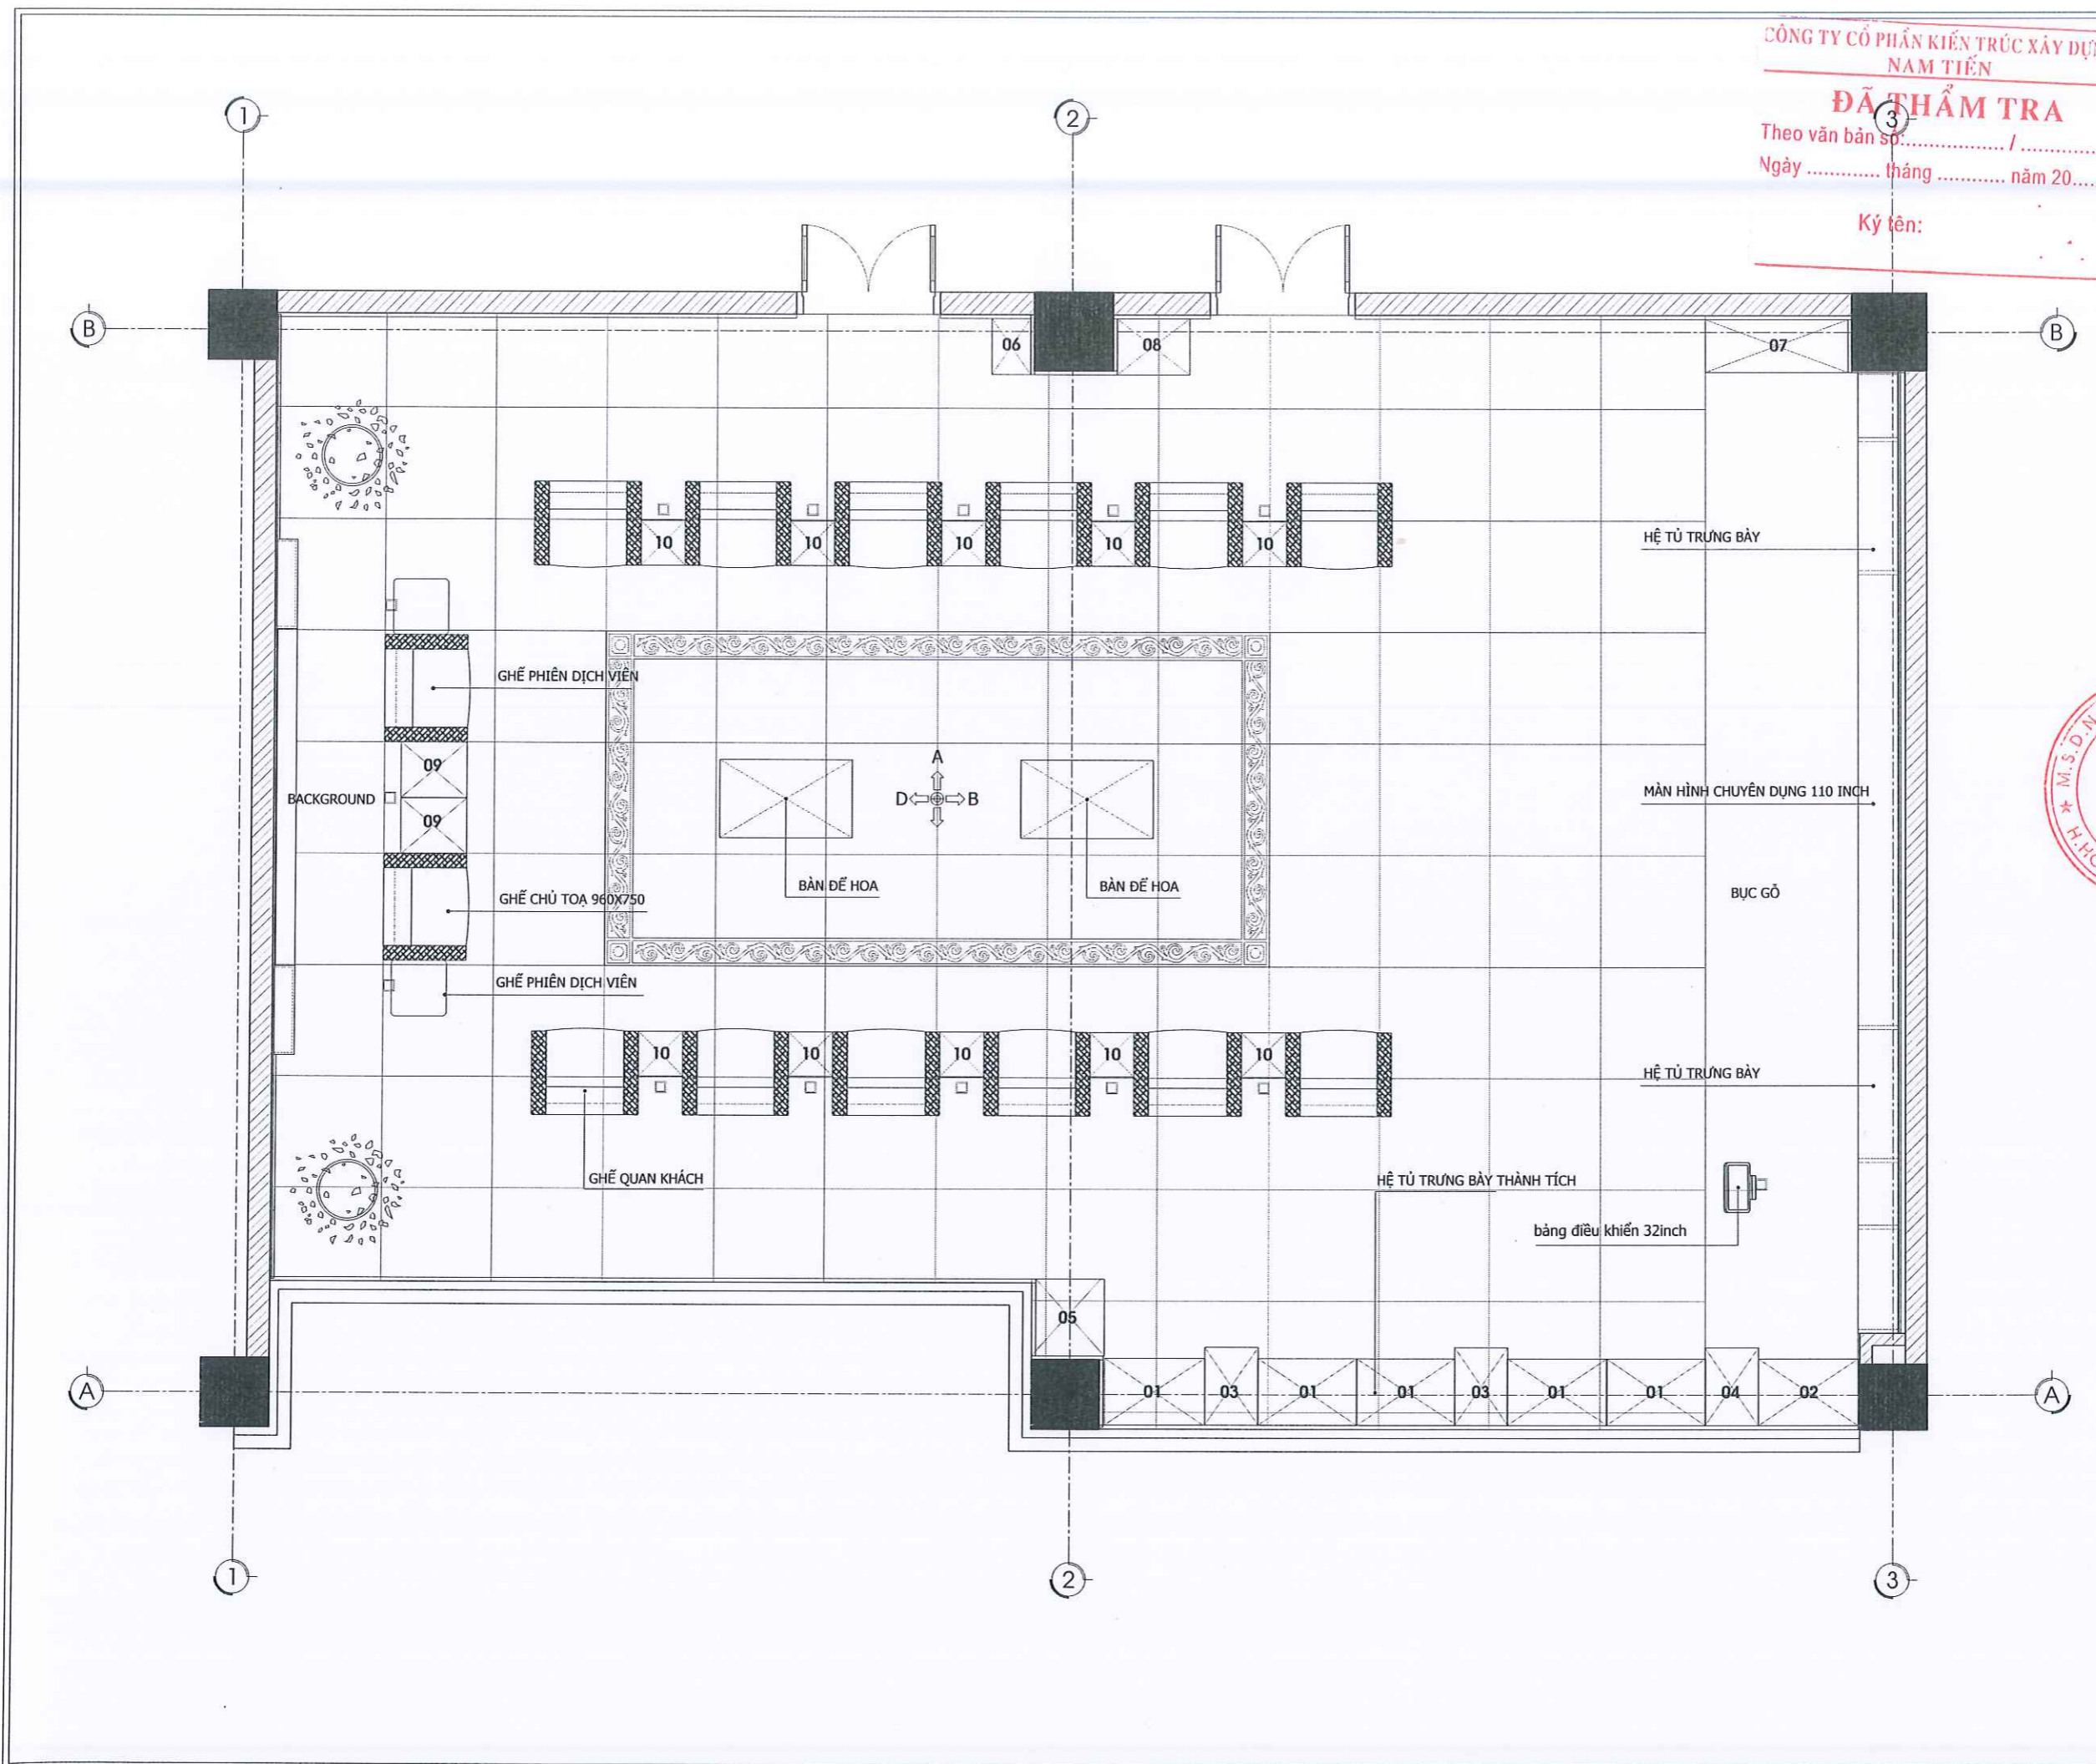 CÔNG TY CỔ PHẦN KIẾN TRÚC XÂY
NAM TIẾN
ĐÃ THẨM TRA
Theo văn bản số:................. / .............
Ngày ............. tháng ............ năm 20....
Ký tên:
1
2
3
B
B
06
08
07
10
10
10
10
10
HỆ TỦ TRƯNG BÀY
GHẾ PHIÊN DỊCH VIÊN
09
A
BACKGROUND
D
B
MÀN HÌNH CHUYÊN DỤNG 110 INCH
★ M.S.D.N
09
BÀN ĐỂ HOA
BÀN ĐỂ HOA
BỤC GỖ
GHẾ CHỦ TOẠ 960X750
GHẾ PHIÊN DỊCH VIÊN
10
10
10
10
10
HỆ TỦ TRƯNG BÀY
GHẾ QUAN KHÁCH
HỆ TỦ TRƯNG BÀY THÀNH TÍCH
bảng điều khiển 32inch
05
A
01
03
01
01
03
01
01
04
02
A
1
2
3